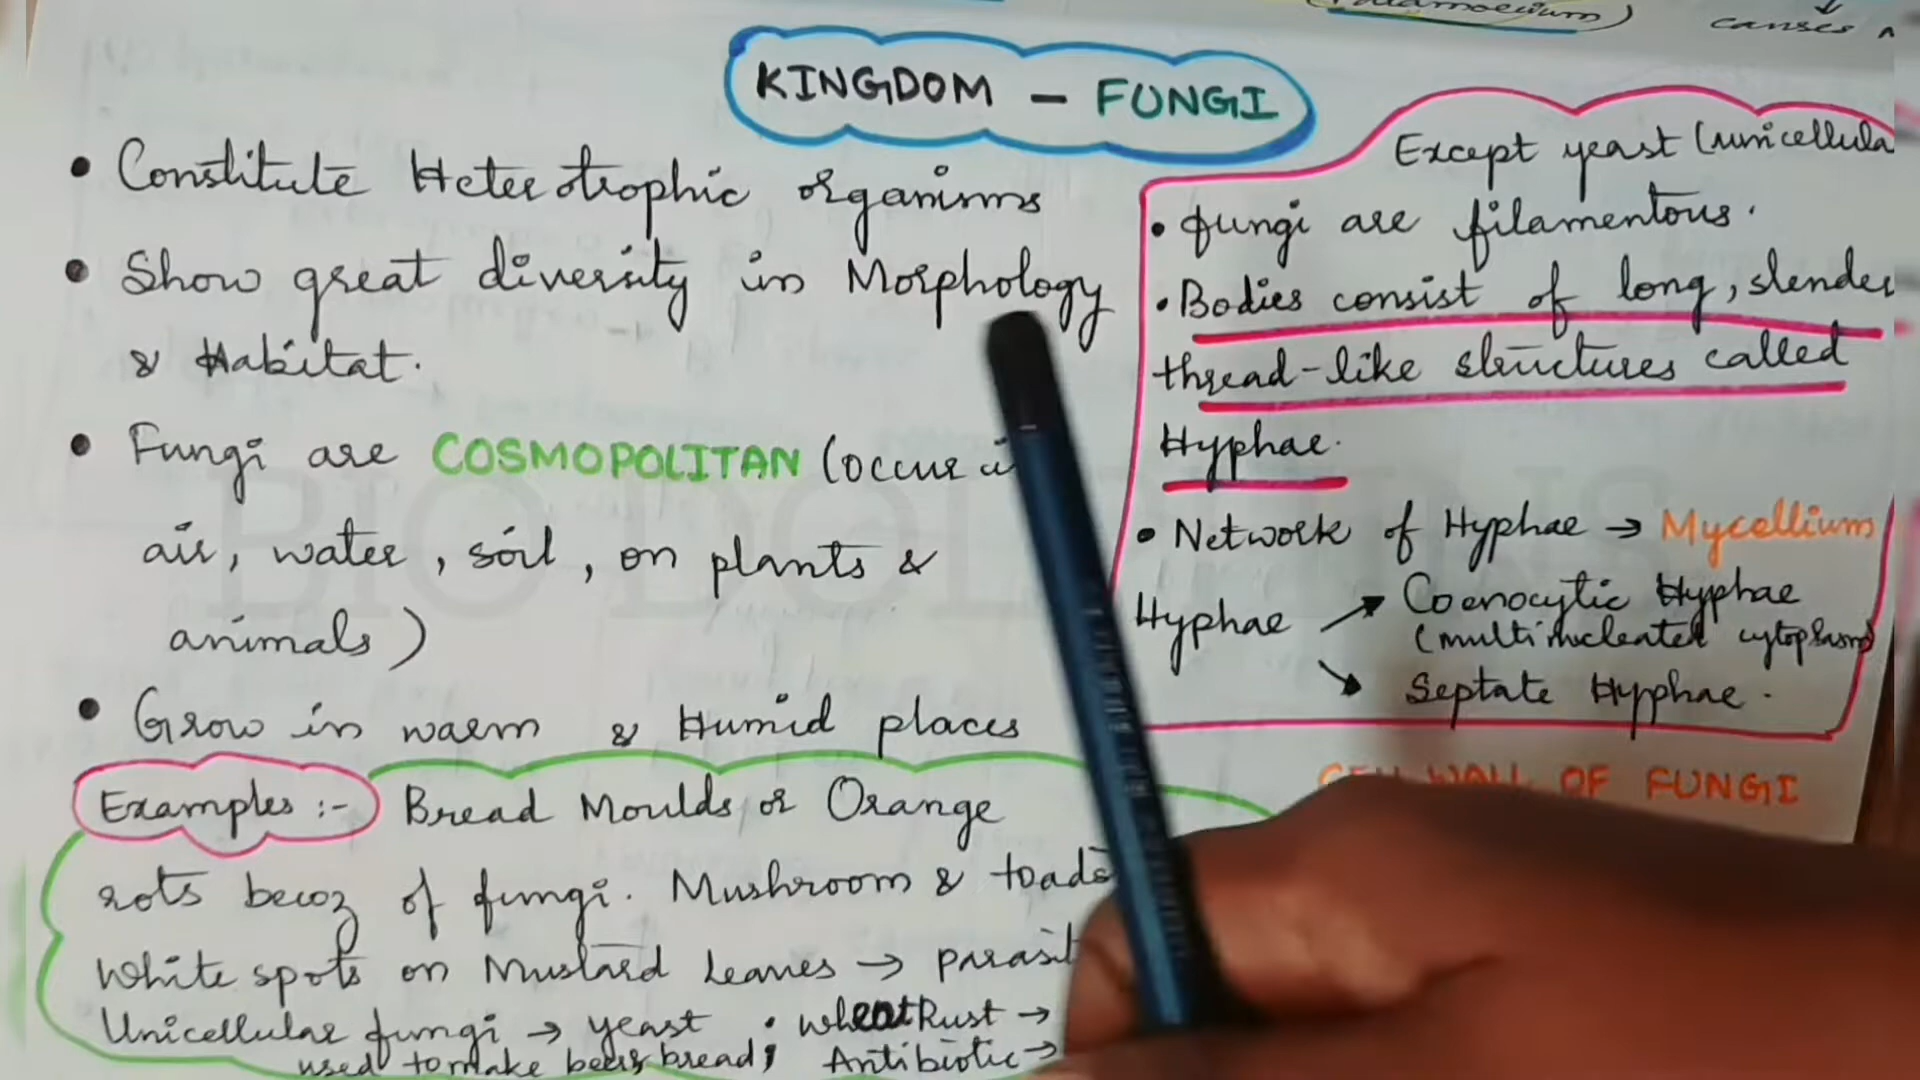 causes
KINGDOM - FUNGI
• Constitute Heterotrophic organisms
• Show great diversity in Morphology
& Habitat.
• Fungi are COSMOPOLITAN (occur
air, water, soil, on plants &
animals)
• Grow in warm & Humid places
Examples :- Bread Moulds or Orange
rots becoz of fungi. Mushroom &
White spots on Mustard Leaves →
Unicellular fungi → yeast • wheat Rust →
used to make beer & bread; Antibiotic →
Except yeast
• fungi are filamentous.
• Bodies consist of long, slender
thread-like structures called
Hyphae.
• Network of Hyphae → Mycellium
Hyphae → Coenocytic Hyphae
(multinucleated cytoplasm)
→ Septate Hyphae.
WALL OF FUNGI